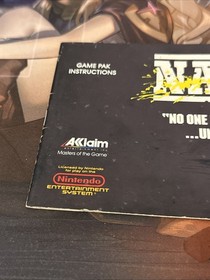 GAME PAK
INSTRUCTIONS
"NO ONE
...U
AKklaim
Masters of the Game
Licensed by Nintendo
for play on the
Nintendo
ENTERTAINMENT
SYSTEM